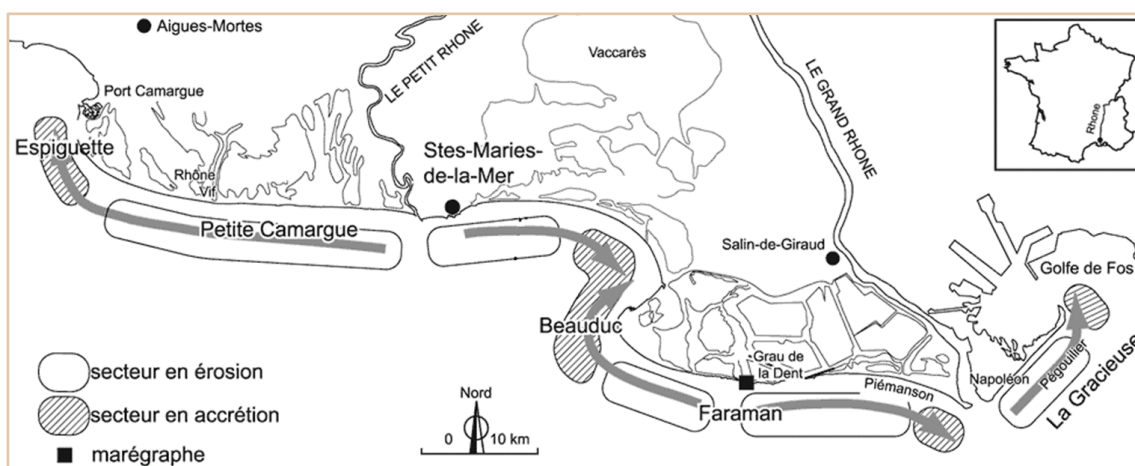 Aigues-Mortes
LE PETIT RHONE
Vaccarès
LE GRAND RHONE
Rhone
Port Camargue
Espiguette
Rhône
Vif
Stes-Maries-
de-la-Mer
Petite Camargue
Salin-de-Giraud
Golfe de Fos
Beauduc
Grau de
la Dent
Piémanson
Napoléon
Pégouilier
La Gracieuse
Faraman
secteur en érosion
secteur en accrétion
marégraphe
Nord
0 10 km